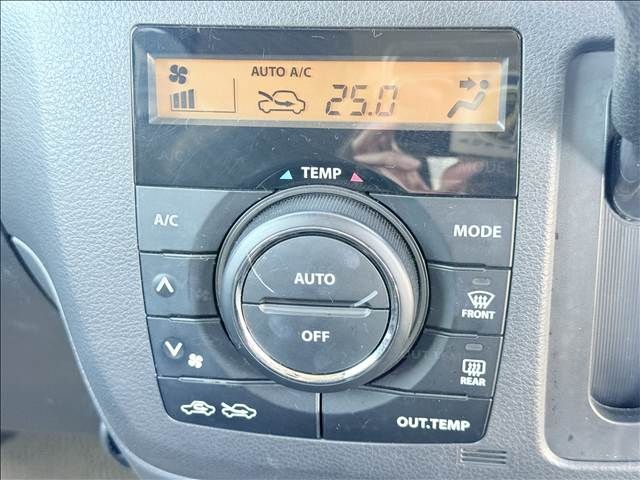 AUTO A/C
25.0
TEMP
A/C
MODE
AUTO
OFF
FRONT
REAR
OUT.TEMP